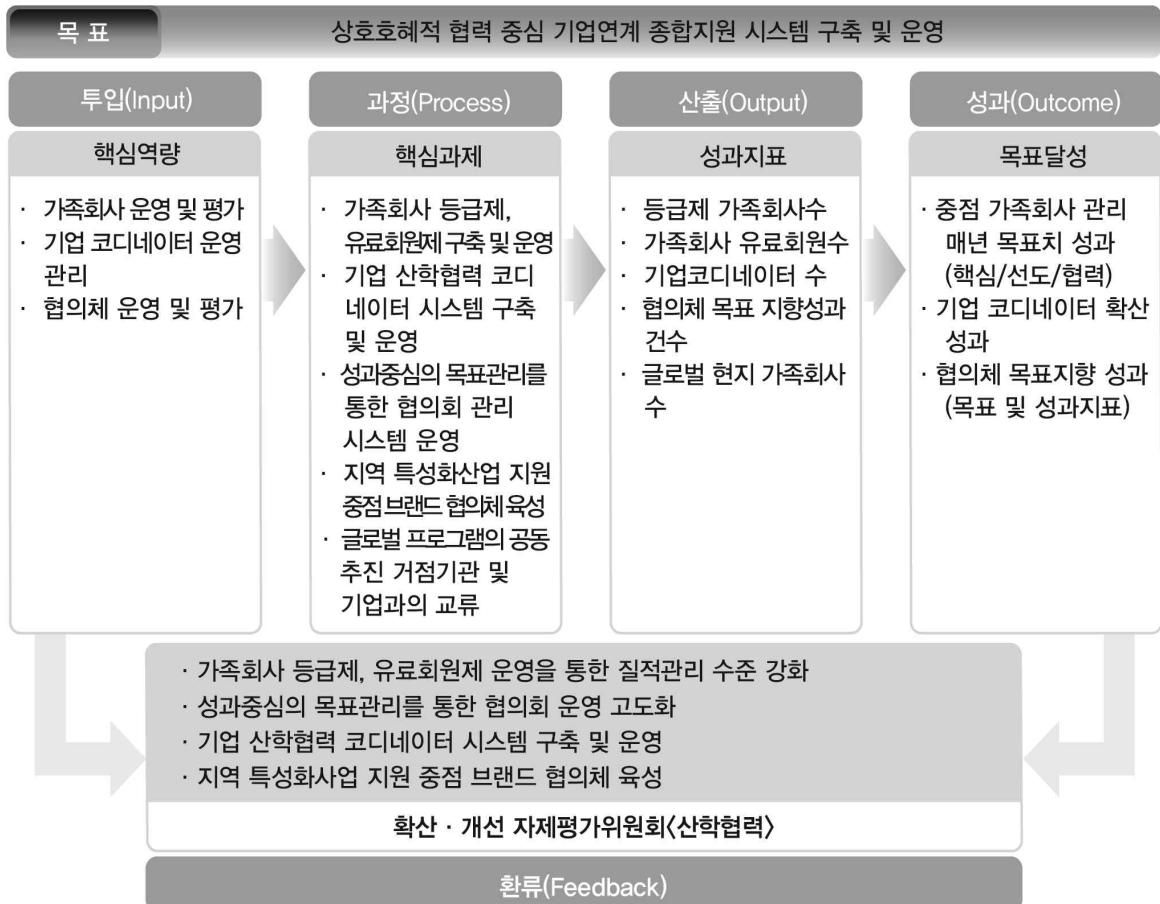 목 표
상호호혜적 협력 중심 기업연계 종합지원 시스템 구축 및 운영
투입(Input)
핵심역량
· 가족회사 운영 및 평가
· 기업 코디네이터 운영
관리
· 협의체 운영 및 평가
과정(Process)
핵심과제
· 가족회사 등급제,
유료회원제 구축 및 운영
· 기업 산학협력 코디
네이터 시스템 구축
및 운영
· 성과중심의 목표관리를
통한 협의회 관리
시스템 운영
· 지역 특성화산업 지원
중점 브랜드 협의체 육성
· 글로벌 프로그램의 공동
추진 거점기관 및
기업과의 교류
산출(Output)
성과지표
· 등급제 가족회사수
· 가족회사 유료회원수
· 기업코디네이터 수
· 협의체 목표 지향성과
건수
· 글로벌 현지 가족회사
수
성과(Outcome)
목표달성
· 중점 가족회사 관리
매년 목표치 성과
(핵심/선도/협력)
· 기업 코디네이터 확산
성과
· 협의체 목표지향 성과
(목표 및 성과지표)
· 가족회사 등급제, 유료회원제 운영을 통한 질적관리 수준 강화
· 성과중심의 목표관리를 통한 협의회 운영 고도화
· 기업 산학협력 코디네이터 시스템 구축 및 운영
· 지역 특성화사업 지원 중점 브랜드 협의체 육성
확산 · 개선 자제평가위원회〈산학협력〉
환류(Feedback)